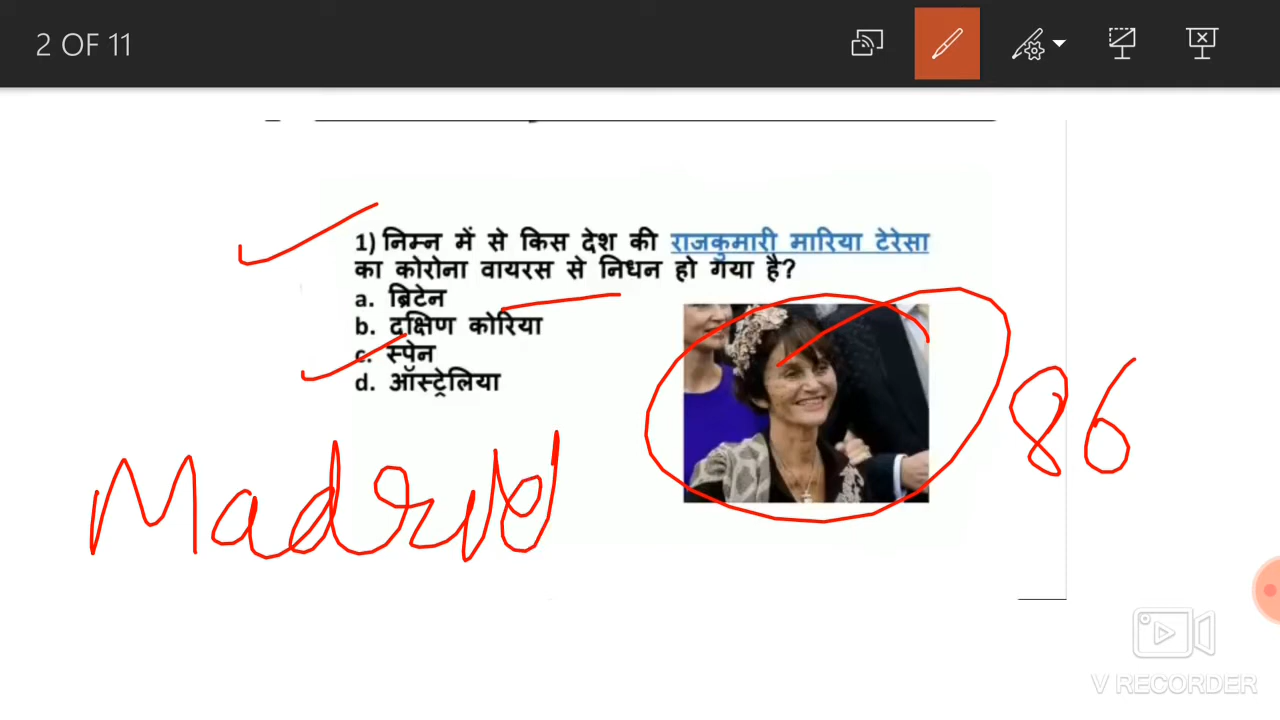 2 OF 11
1) निम्न में से किस देश की राजकुमारी मारिया टेरेसा
का कोरोना वायरस से निधन हो गया है?
a. ब्रिटेन
b. दक्षिण कोरिया
c. स्पेन
d. ऑस्ट्रेलिया
86
Madrid
V RECORDER